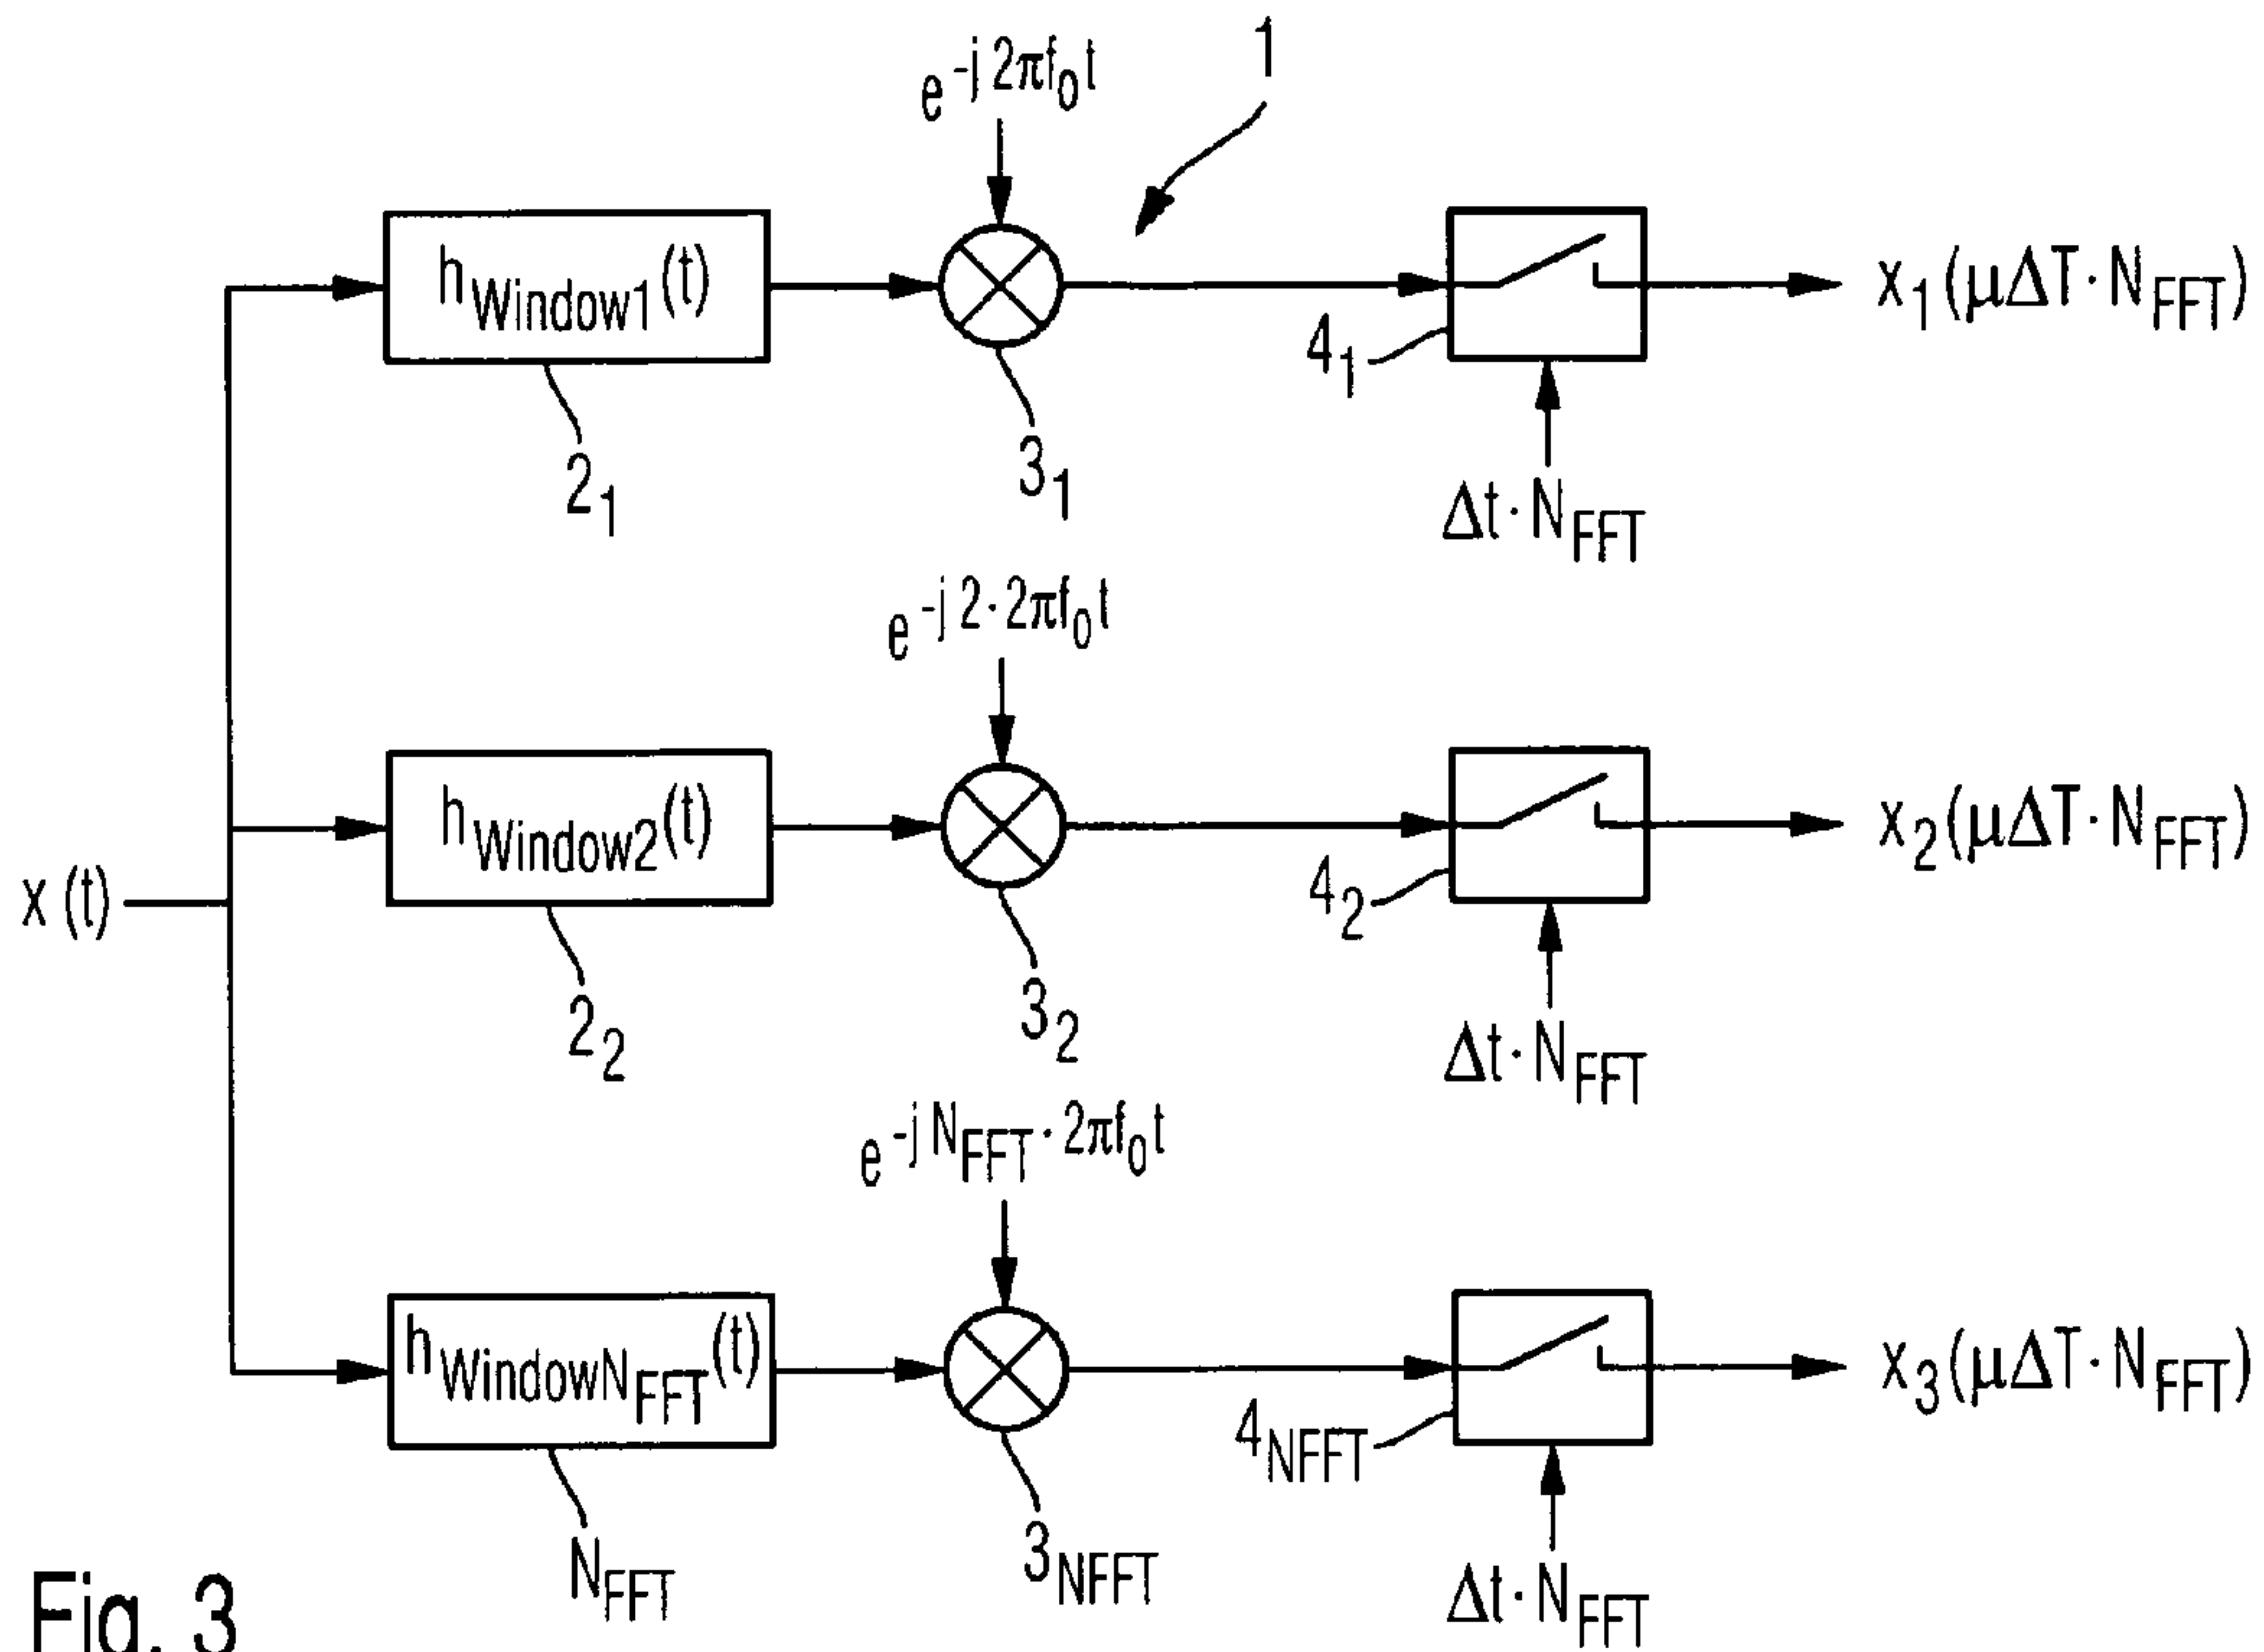 1
e^{-j 2πf_0 t}
h_{Window1}(t)
x_1(μΔT·N_{FFT})
4_1
2_1
3_1
Δt·N_{FFT}
e^{-j 2·2πf_0 t}
h_{Window2}(t)
x_2(μΔT·N_{FFT})
x(t)
4_2
2_2
3_2
Δt·N_{FFT}
e^{-j N_{FFT}·2πf_0 t}
h_{WindowN_{FFT}}(t)
x_3(μΔT·N_{FFT})
4_{NFFT}
N_{FFT}
3_{NFFT}
Δt·N_{FFT}
Fig. 3